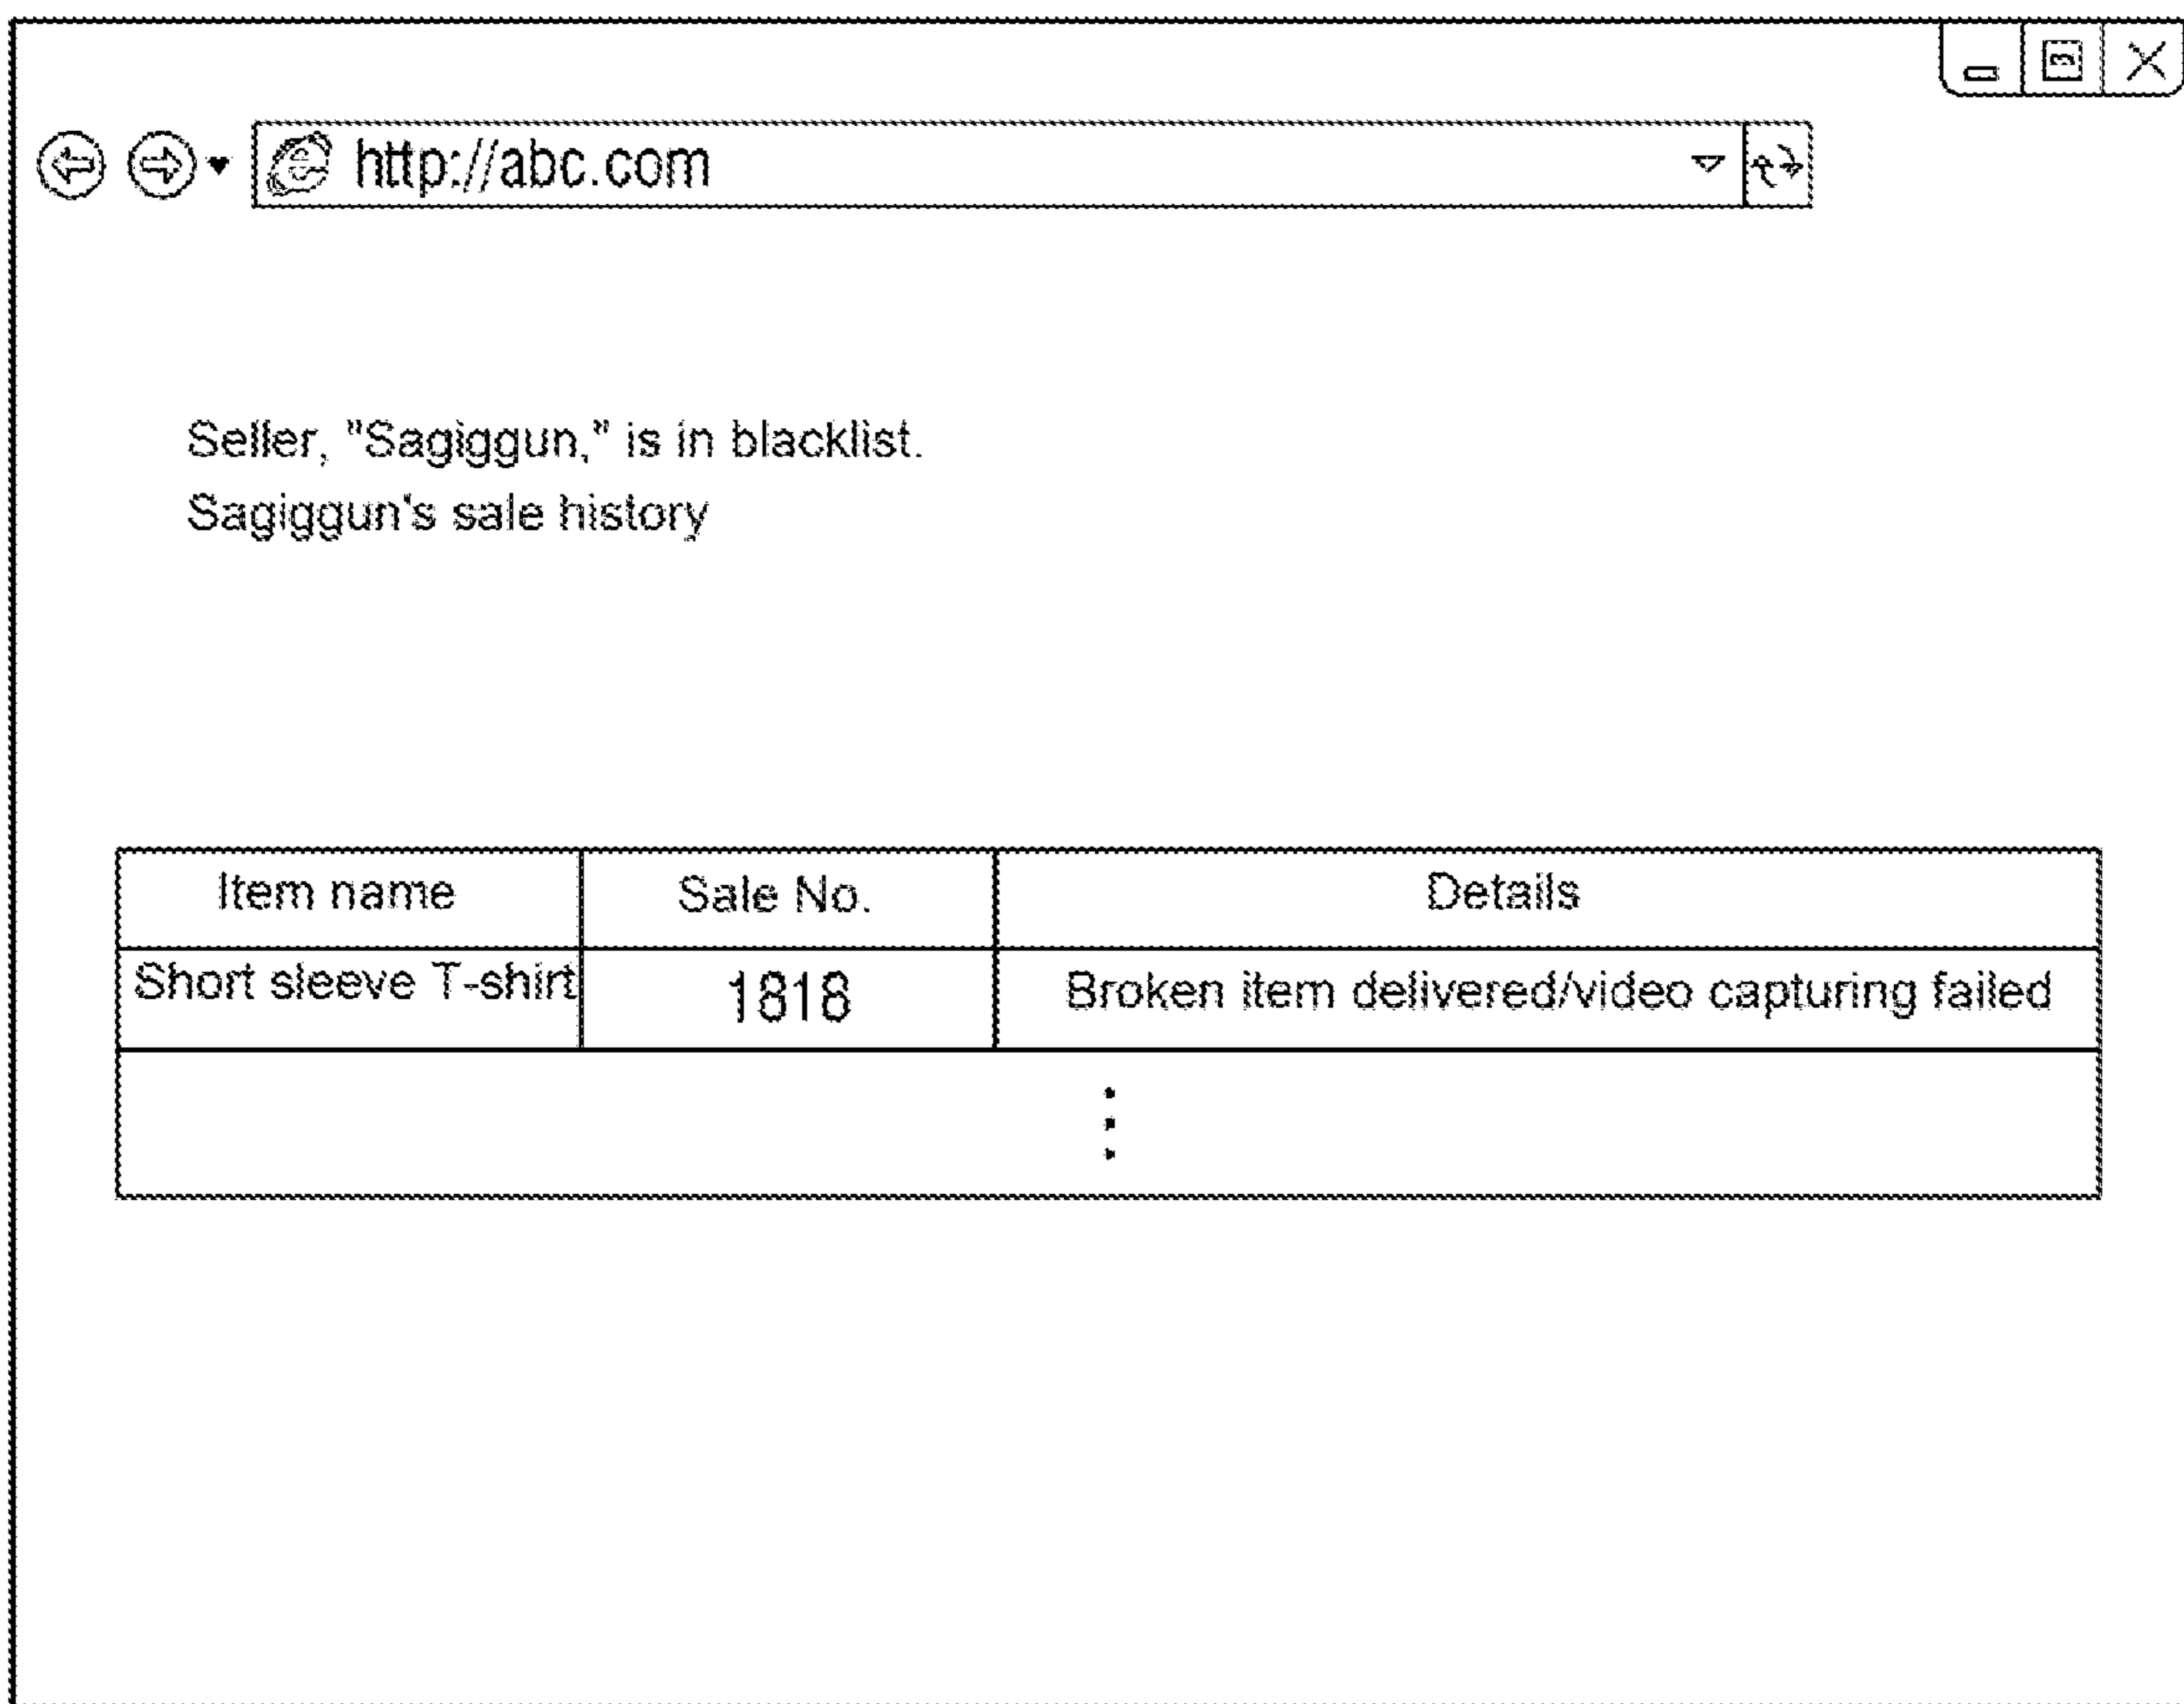 http://abc.com
Seller, "Sagiggun," is in blacklist.
Sagiggun's sale history
Item name Sale No. Details
Short sleeve T-shirt 1818 Broken item delivered/video capturing failed